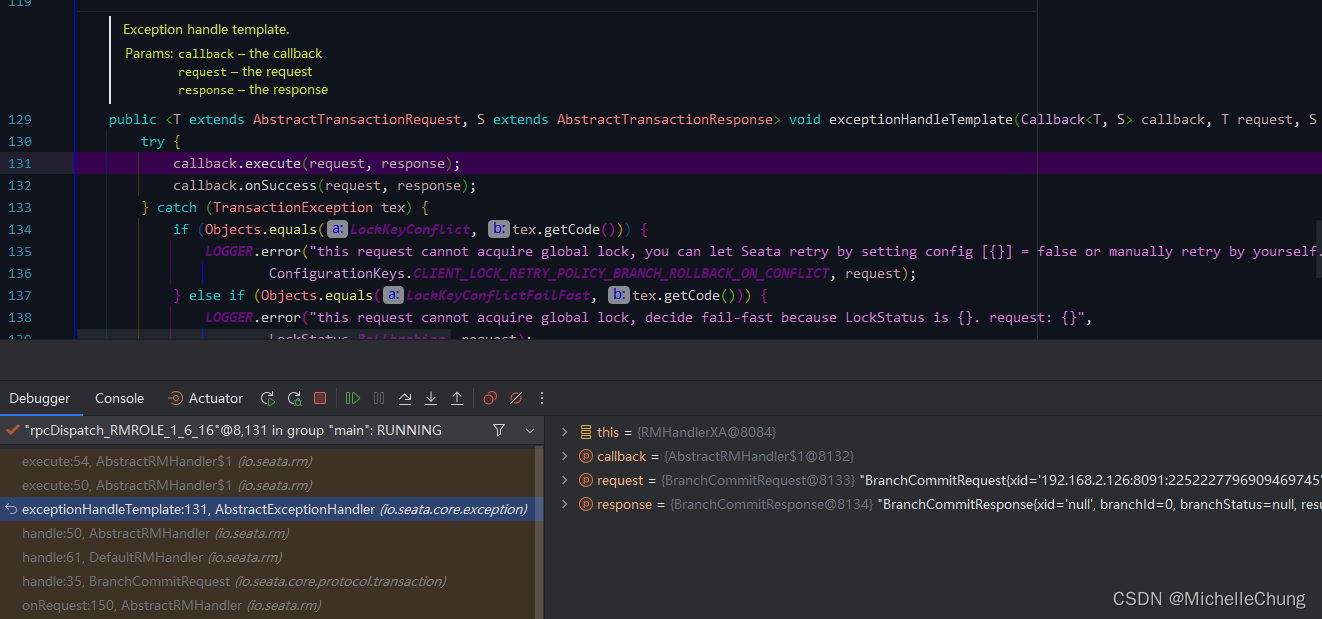 119
Exception handle template.
Params: callback – the callback
request – the request
response – the response
129 public <T extends AbstractTransactionRequest, S extends AbstractTransactionResponse> void exceptionHandleTemplate(Callback<T, S> callback, T request, S
130 try {
131 callback.execute(request, response);
132 callback.onSuccess(request, response);
133 } catch (TransactionException tex) {
134 if (Objects.equals( a: LockKeyConflict, b: tex.getCode())) {
135 LOGGER.error("this request cannot acquire global lock, you can let Seata retry by setting config [{}] = false or manually retry by yourself.
136 ConfigurationKeys.CLIENT_LOCK_RETRY_POLICY_BRANCH_ROLLBACK_ON_CONFLICT, request);
137 } else if (Objects.equals( a: LockKeyConflictFailFast, b: tex.getCode())) {
138 LOGGER.error("this request cannot acquire global lock, decide fail-fast because LockStatus is {}. request: {}",
139 LockStatus.Rollbacking, request);
Debugger Console Actuator
"rpcDispatch_RMROLE_1_6_16"@8,131 in group "main": RUNNING
execute:54, AbstractRMHandler$1 (io.seata.rm)
execute:50, AbstractRMHandler$1 (io.seata.rm)
exceptionHandleTemplate:131, AbstractExceptionHandler (io.seata.core.exception)
handle:50, AbstractRMHandler (io.seata.rm)
handle:61, DefaultRMHandler (io.seata.rm)
handle:35, BranchCommitRequest (io.seata.core.protocol.transaction)
onRequest:150, AbstractRMHandler (io.seata.rm)
this = {RMHandlerXA@8084}
callback = {AbstractRMHandler$1@8132}
request = {BranchCommitRequest@8133} "BranchCommitRequest{xid='192.168.2.126:8091:2252227796909469745'
response = {BranchCommitResponse@8134} "BranchCommitResponse{xid='null', branchId=0, branchStatus=null, resu
CSDN @MichelleChung